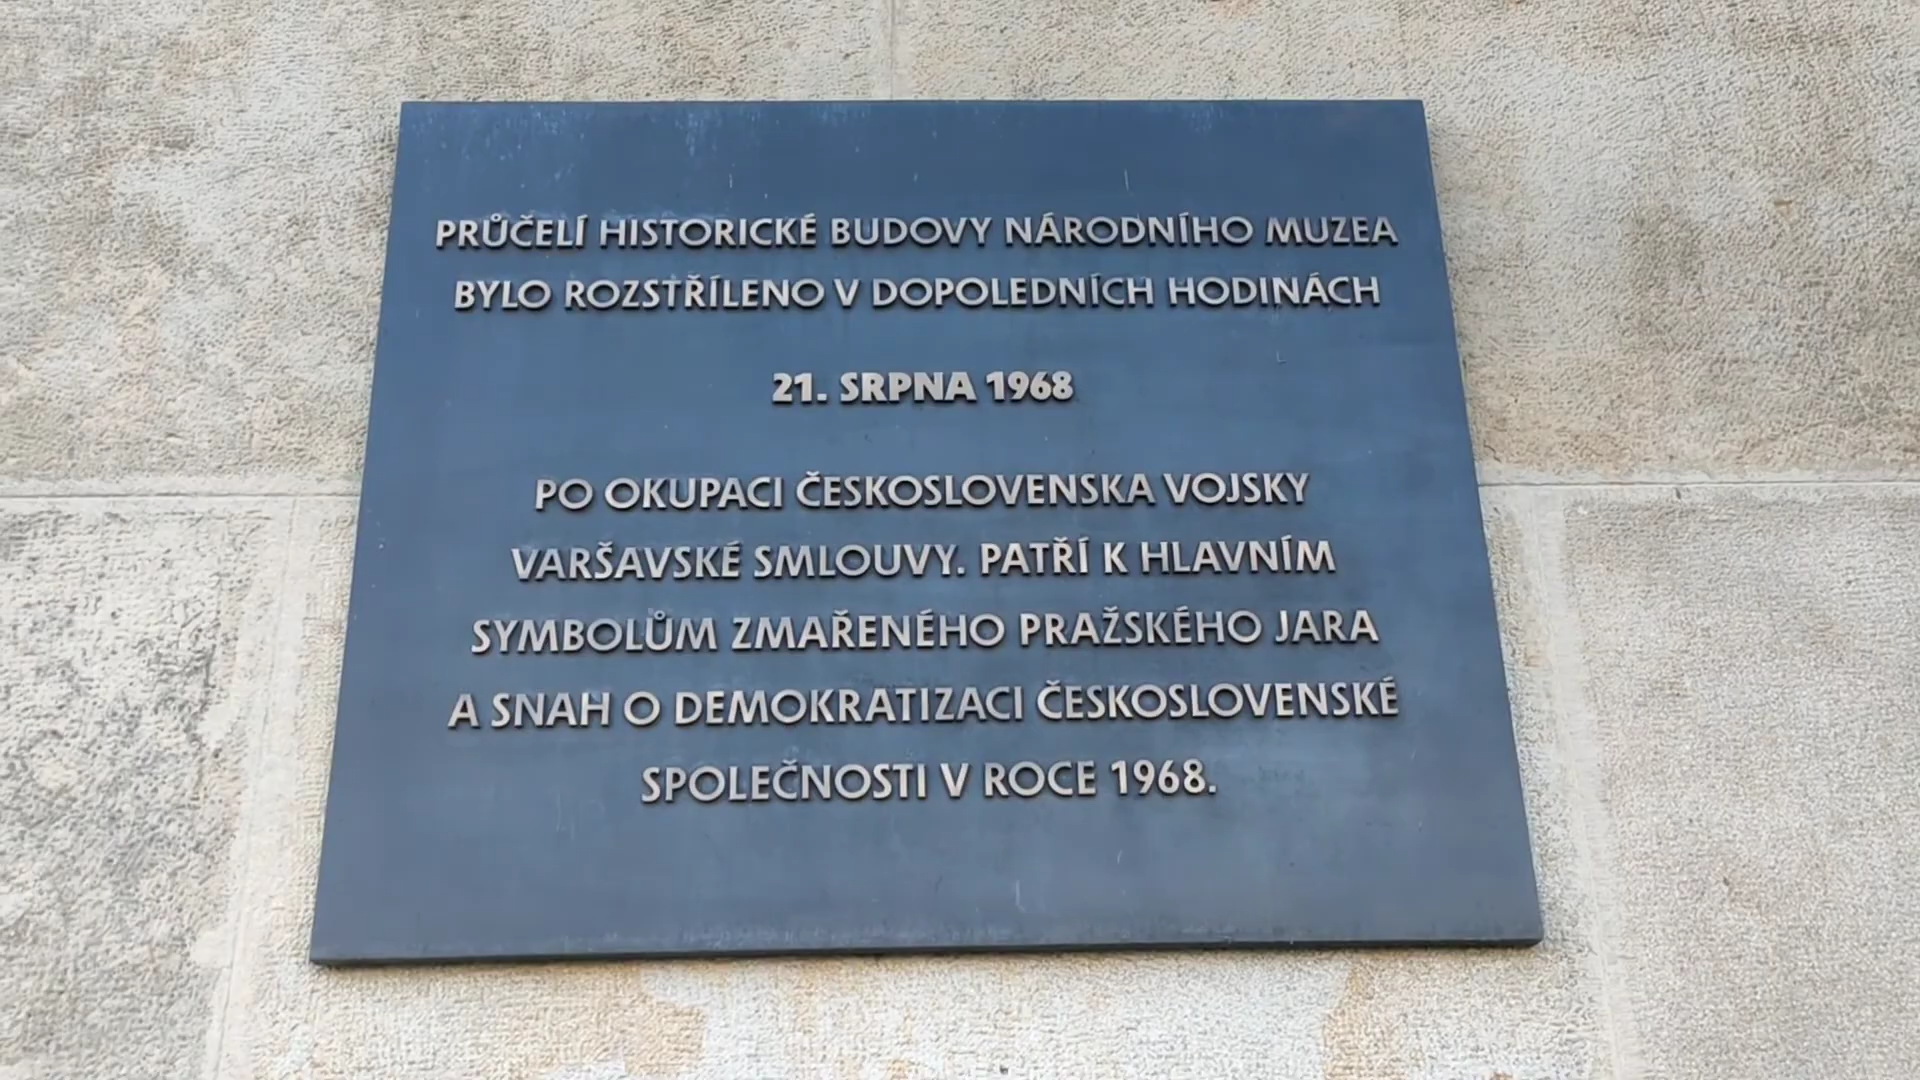 PRŮČELÍ HISTORICKÉ BUDOVY NÁRODNÍHO MUZEA
BYLO ROZSTŘÍLENO V DOPOLEDNÍCH HODINÁCH
21. SRPNA 1968
PO OKUPACI ČESKOSLOVENSKA VOJSKY
VARŠAVSKÉ SMLOUVY. PATŘÍ K HLAVNÍM
SYMBOLŮM ZMAŘENÉHO PRAŽSKÉHO JARA
A SNAH O DEMOKRATIZACI ČESKOSLOVENSKÉ
SPOLEČNOSTI V ROCE 1968.